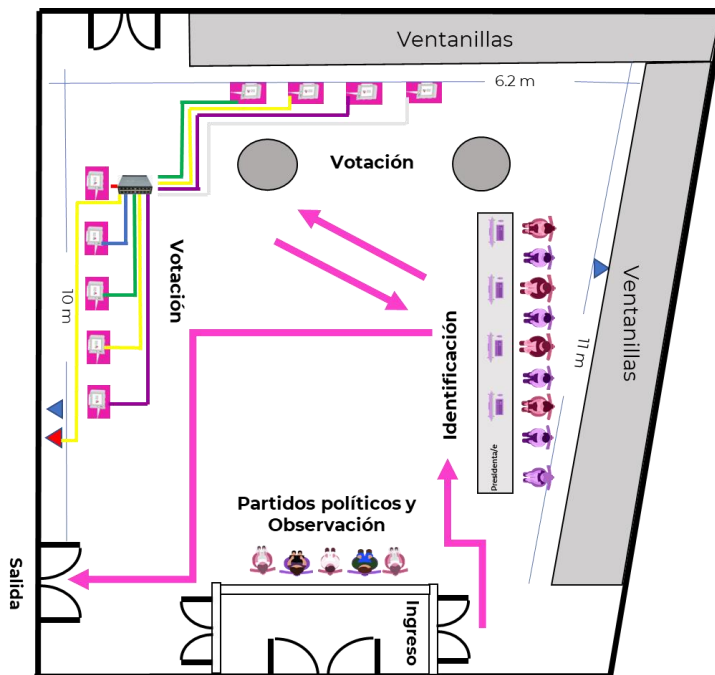 Ventanillas
6.2 m
Votación
Votación
10 m
Ventanillas
11 m
Identificación
Presidenta/e
Partidos políticos y
Observación
Salida
Ingreso